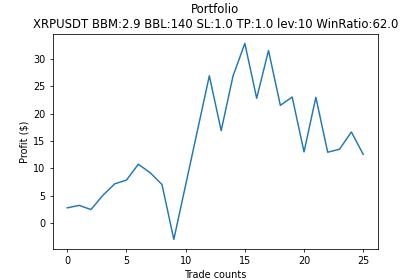 Portfolio
XRPUSDT BBM:2.9 BBL:140 SL:1.0 TP:1.0 lev:10 WinRatio:62.0
Profit ($)
30
25
20
15
10
5
0
0 5 10 15 20 25
Trade counts